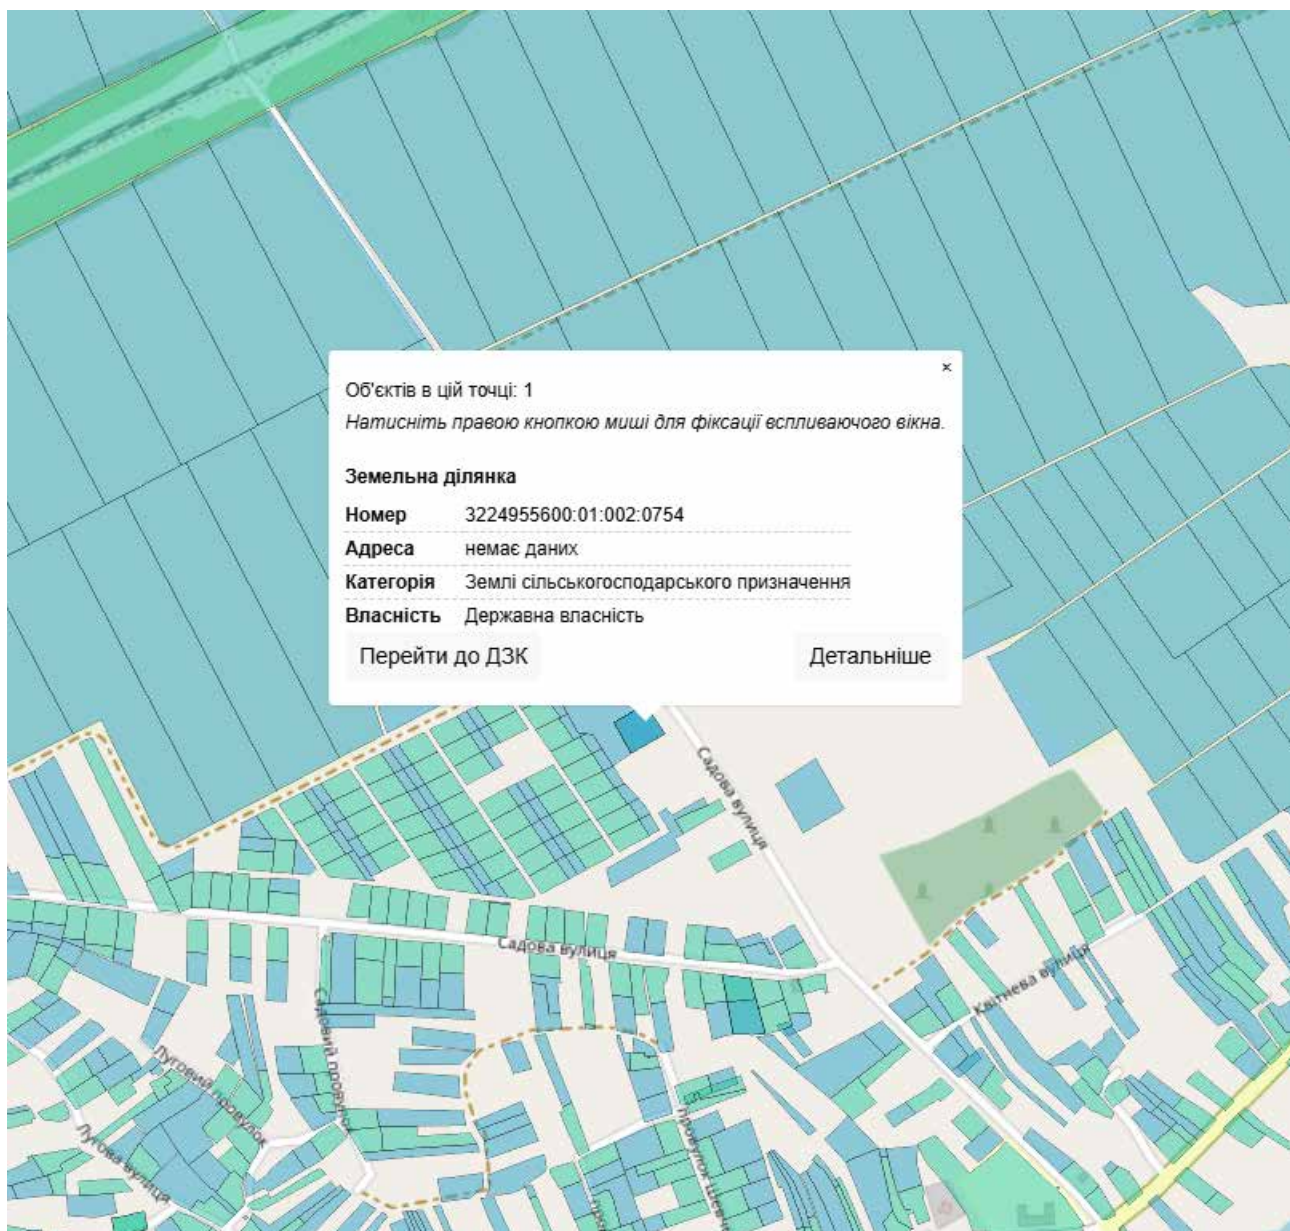 ×
Об'єктів в цій точці: 1
Натисніть правою кнопкою миші для фіксації вспливаючого вікна.
Земельна ділянка
Номер 3224955600:01:002:0754
Адреса немає даних
Категорія Землі сільськогосподарського призначення
Власність Державна власність
Перейти до ДЗК Детальніше
Садова вулиця
Садова вулиця
Квітнева вулиця
Садовий провулок
Луговий провулок
Лугова вулиця
провулок